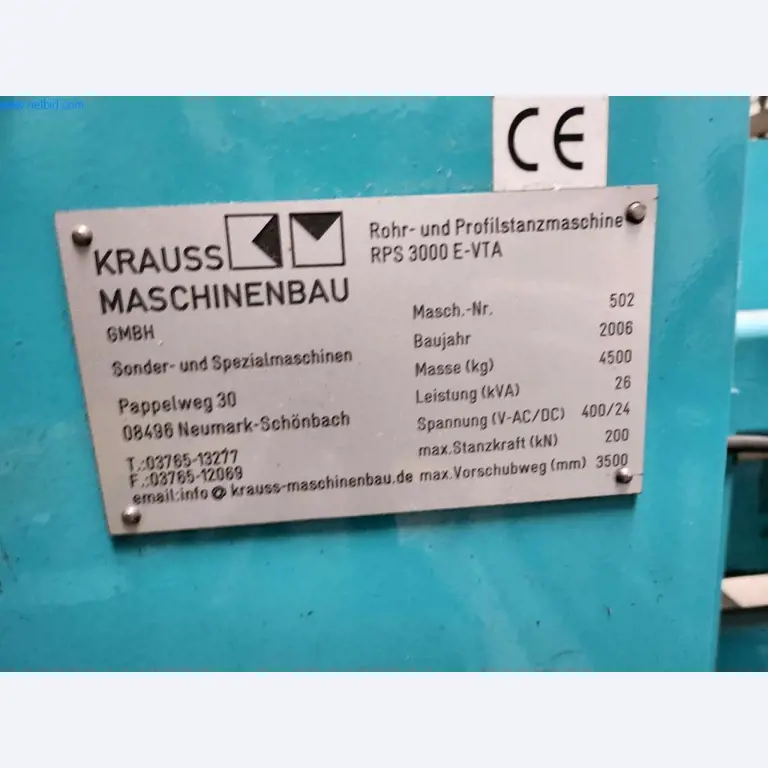 CE
KRAUSS
MASCHINENBAU
GMBH
Sonder- und Spezialmaschinen
Pappelweg 30
08496 Neumark-Schönbach
T.:03765-13277
F.:03765-12069
email:info@krauss-maschinenbau.de
Rohr- und Profilstanzmaschine
RPS 3000 E-VTA
Masch.-Nr. 502
Baujahr 2006
Masse (kg) 4500
Leistung (kVA) 26
Spannung (V-AC/DC) 400/24
max.Stanzkraft (kN) 200
max.Vorschubweg (mm) 3500